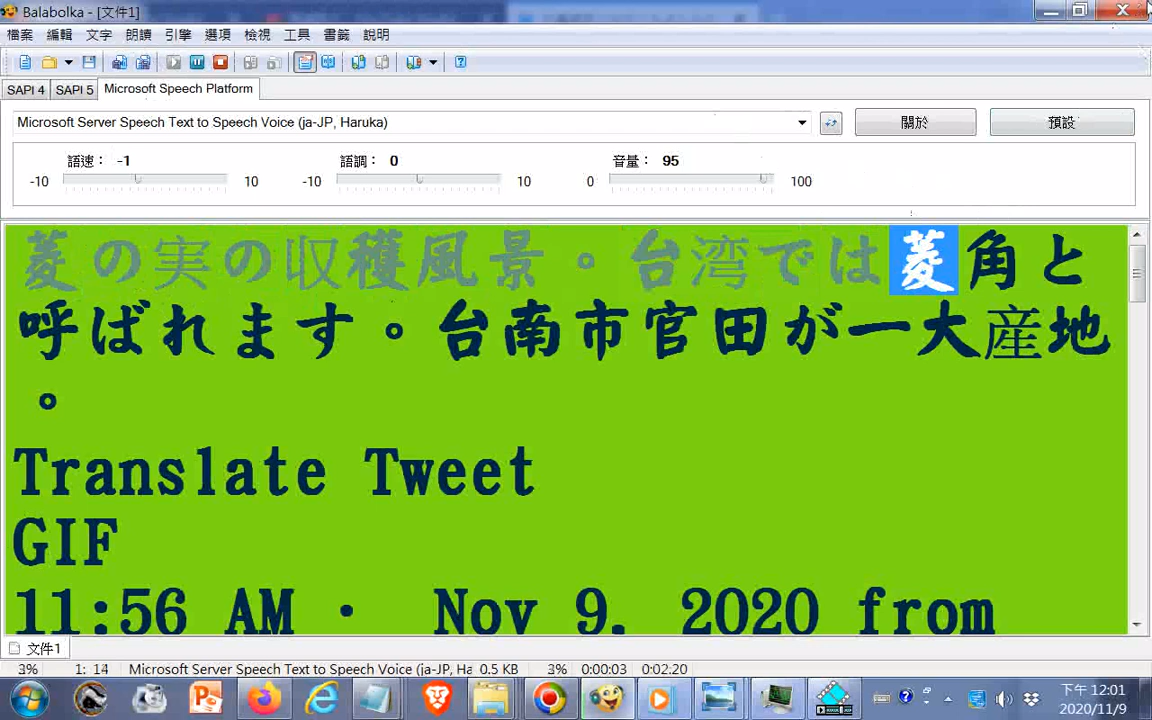 Balabolka - [文件1]
檔案 編輯 文字 朗讀 引擎 選項 檢視 工具 書籤 說明
SAPI 4 SAPI 5 Microsoft Speech Platform
Microsoft Server Speech Text to Speech Voice (ja-JP, Haruka) 關於 預設
語速： -1 語調： 0 音量： 95
-10 10 -10 10 0 100
菱の実の収穫風景。台湾では菱角と
呼ばれます。台南市官田が一大産地
。
Translate Tweet
GIF
11:56 AM · Nov 9, 2020 from
文件1
3% 1: 14 Microsoft Server Speech Text to Speech Voice (ja-JP, Ha 0.5 KB 3% 0:00:03 0:02:20
下午 12:01
2020/11/9